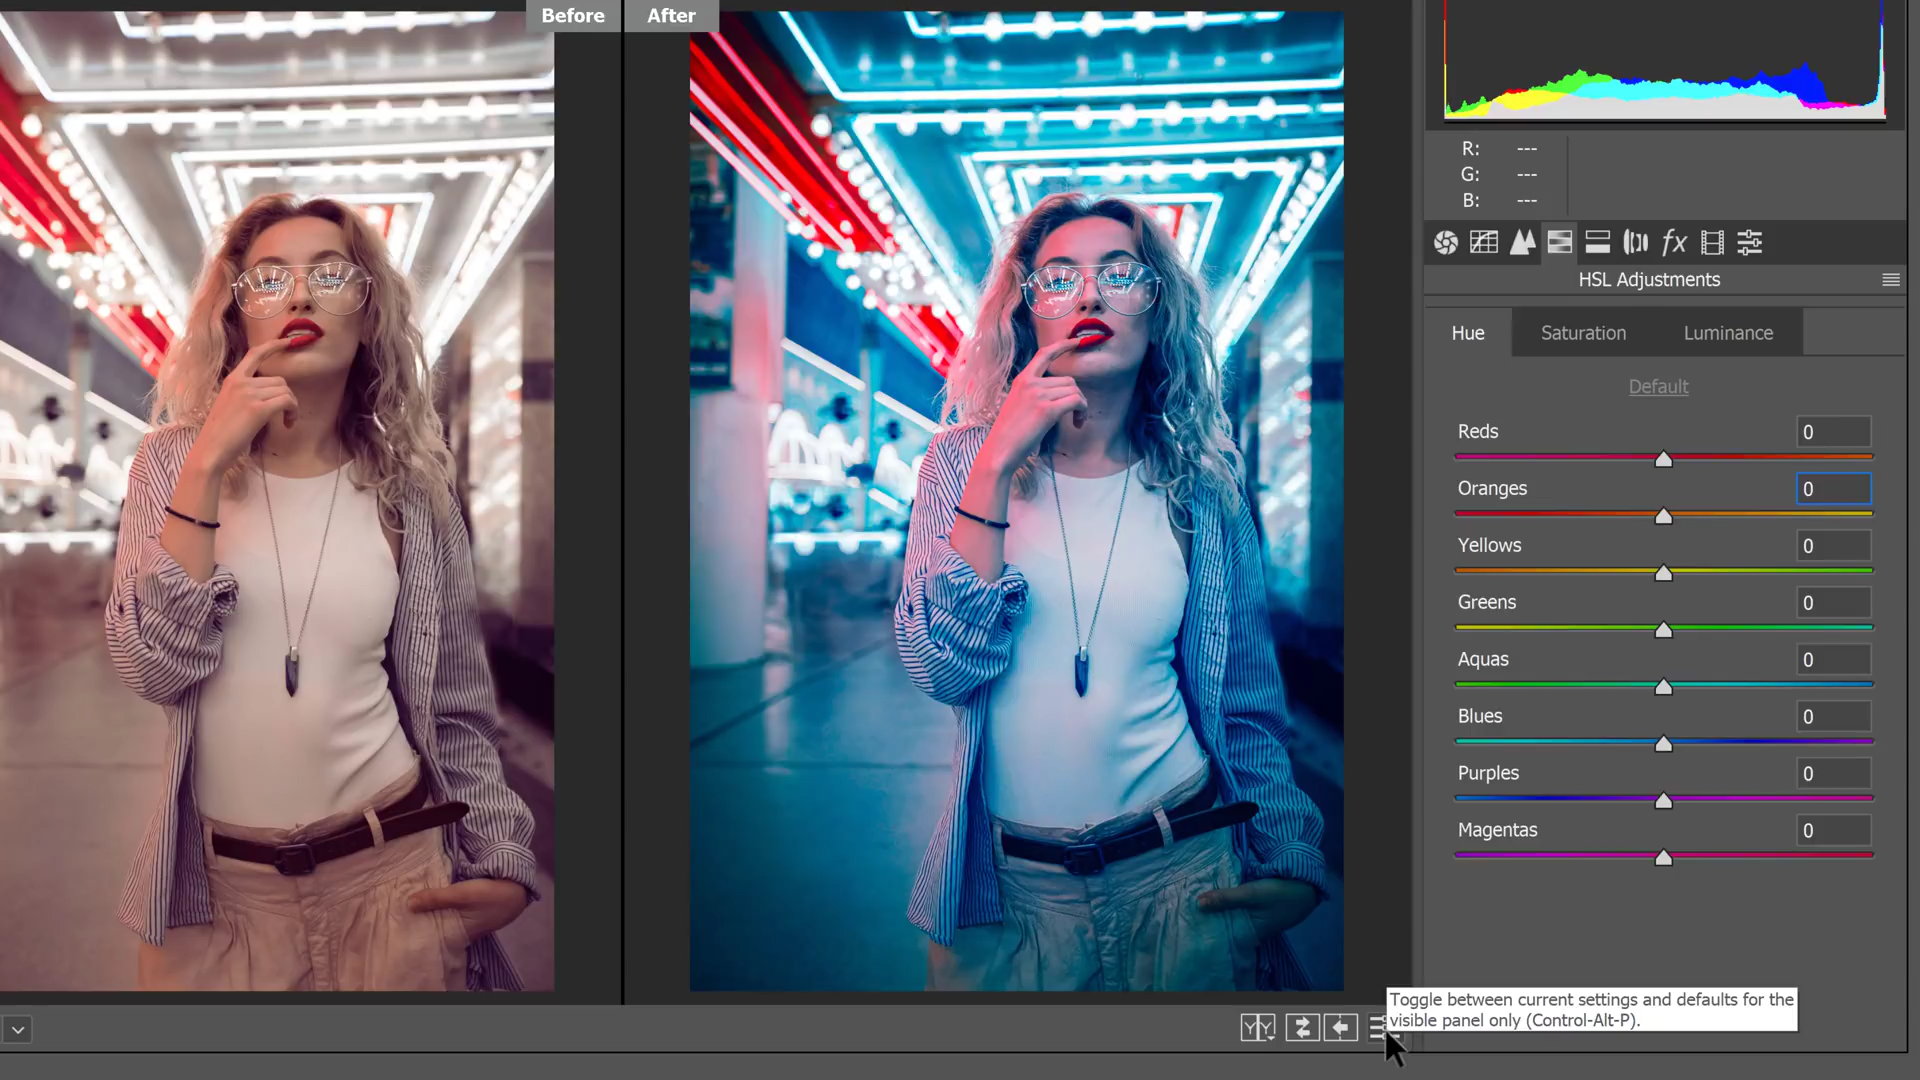 Before
After
R: ---
G: ---
B: ---
fx
HSL Adjustments
Hue
Saturation
Luminance
Default
Reds
0
Oranges
0
Yellows
0
Greens
0
Aquas
0
Blues
0
Purples
0
Magentas
0
Toggle between current settings and defaults for the
visible panel only (Control-Alt-P).
Y Y